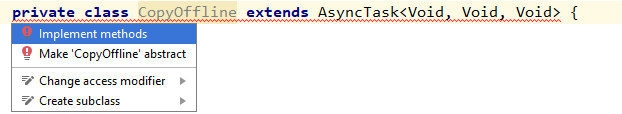 private class CopyOffline extends AsyncTask<Void, Void, Void> {
Implement methods
Make 'CopyOffline' abstract
Change access modifier
Create subclass